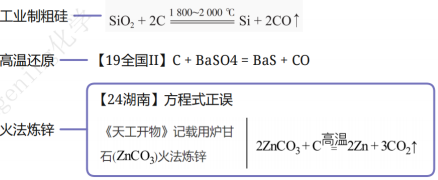 工业制粗硅 SiO₂ + 2C 1 800~2 000 ℃ Si + 2CO↑
高温还原 【19全国II】C + BaSO4 = BaS + CO
【24湖南】方程式正误
火法炼锌 《天工开物》记载用炉甘
石(ZnCO₃)火法炼锌
2ZnCO₃ + C 高温 = 2Zn + 3CO₂↑